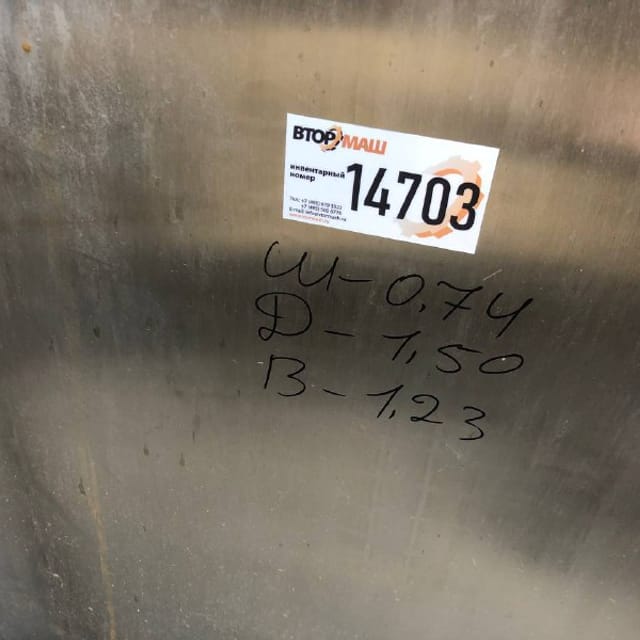 ВТОРМАШ
инвентарный
номер
14703
Ш - 0,74
Д - 1,50
В - 1,23